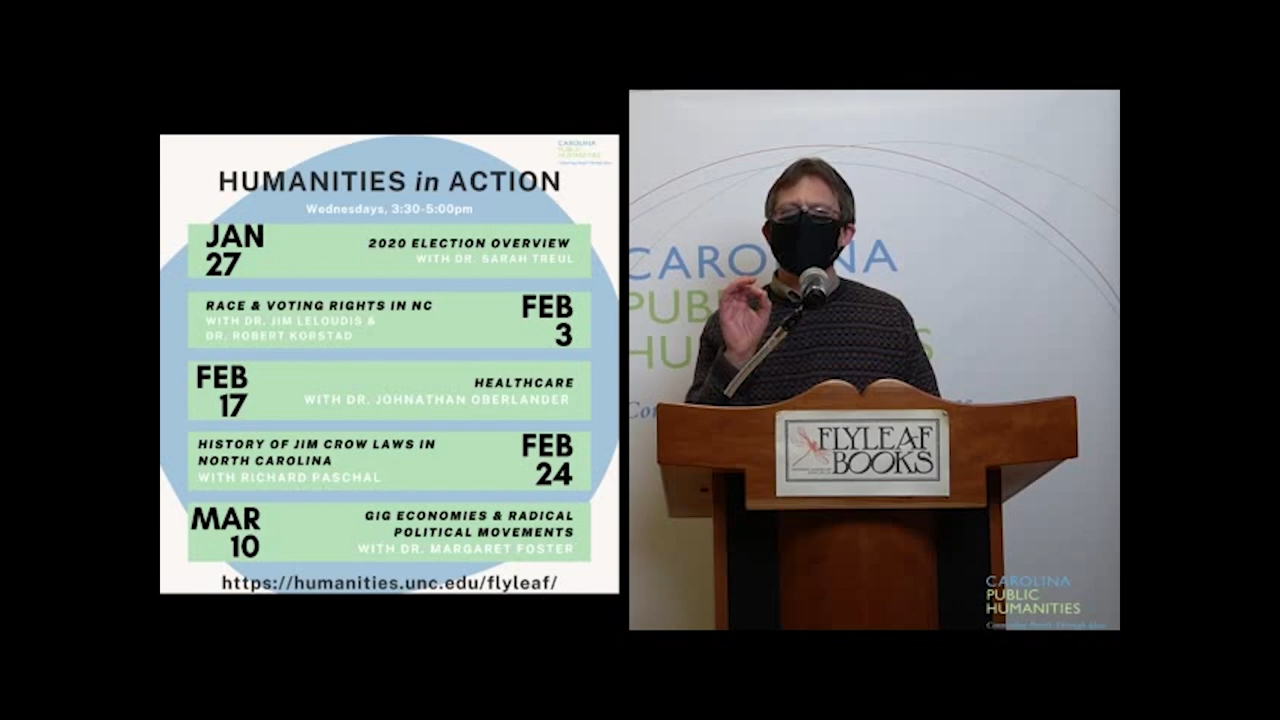 CAROLINA
PUBLIC
HUMANITIES
HUMANITIES in ACTION
Wednesdays, 3:30-5:00pm
JAN
27
2020 ELECTION OVERVIEW
WITH DR. SARAH TREUL
RACE & VOTING RIGHTS IN NC
WITH DR. JIM LELOUDIS &
DR. ROBERT KORSTAD
FEB
3
FEB
17
HEALTHCARE
WITH DR. JOHNATHAN OBERLANDER
HISTORY OF JIM CROW LAWS IN
NORTH CAROLINA
WITH RICHARD PASCHAL
FEB
24
MAR
10
GIG ECONOMIES & RADICAL
POLITICAL MOVEMENTS
WITH DR. MARGARET FOSTER
https://humanities.unc.edu/flyleaf/
FLYLEAF
BOOKS
CAROLINA
PUBLIC
HUMANITIES